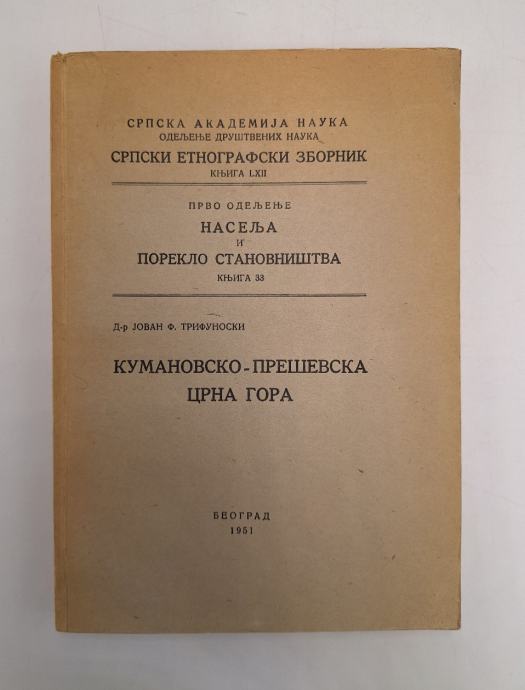 СРПСКА АКАДЕМИЈА НАУКА
ОДЕЉЕЊЕ ДРУШТВЕНИХ НАУКА
СРПСКИ ЕТНОГРАФСКИ ЗБОРНИК
КЊИГА LXII
ПРВО ОДЕЉЕЊЕ
НАСЕЉА
И
ПОРЕКЛО СТАНОВНИШТВА
КЊИГА 33
Д-р ЈОВАН Ф. ТРИФУНОСКИ
КУМАНОВСКО-ПРЕШЕВСКА
ЦРНА ГОРА
БЕОГРАД
1951